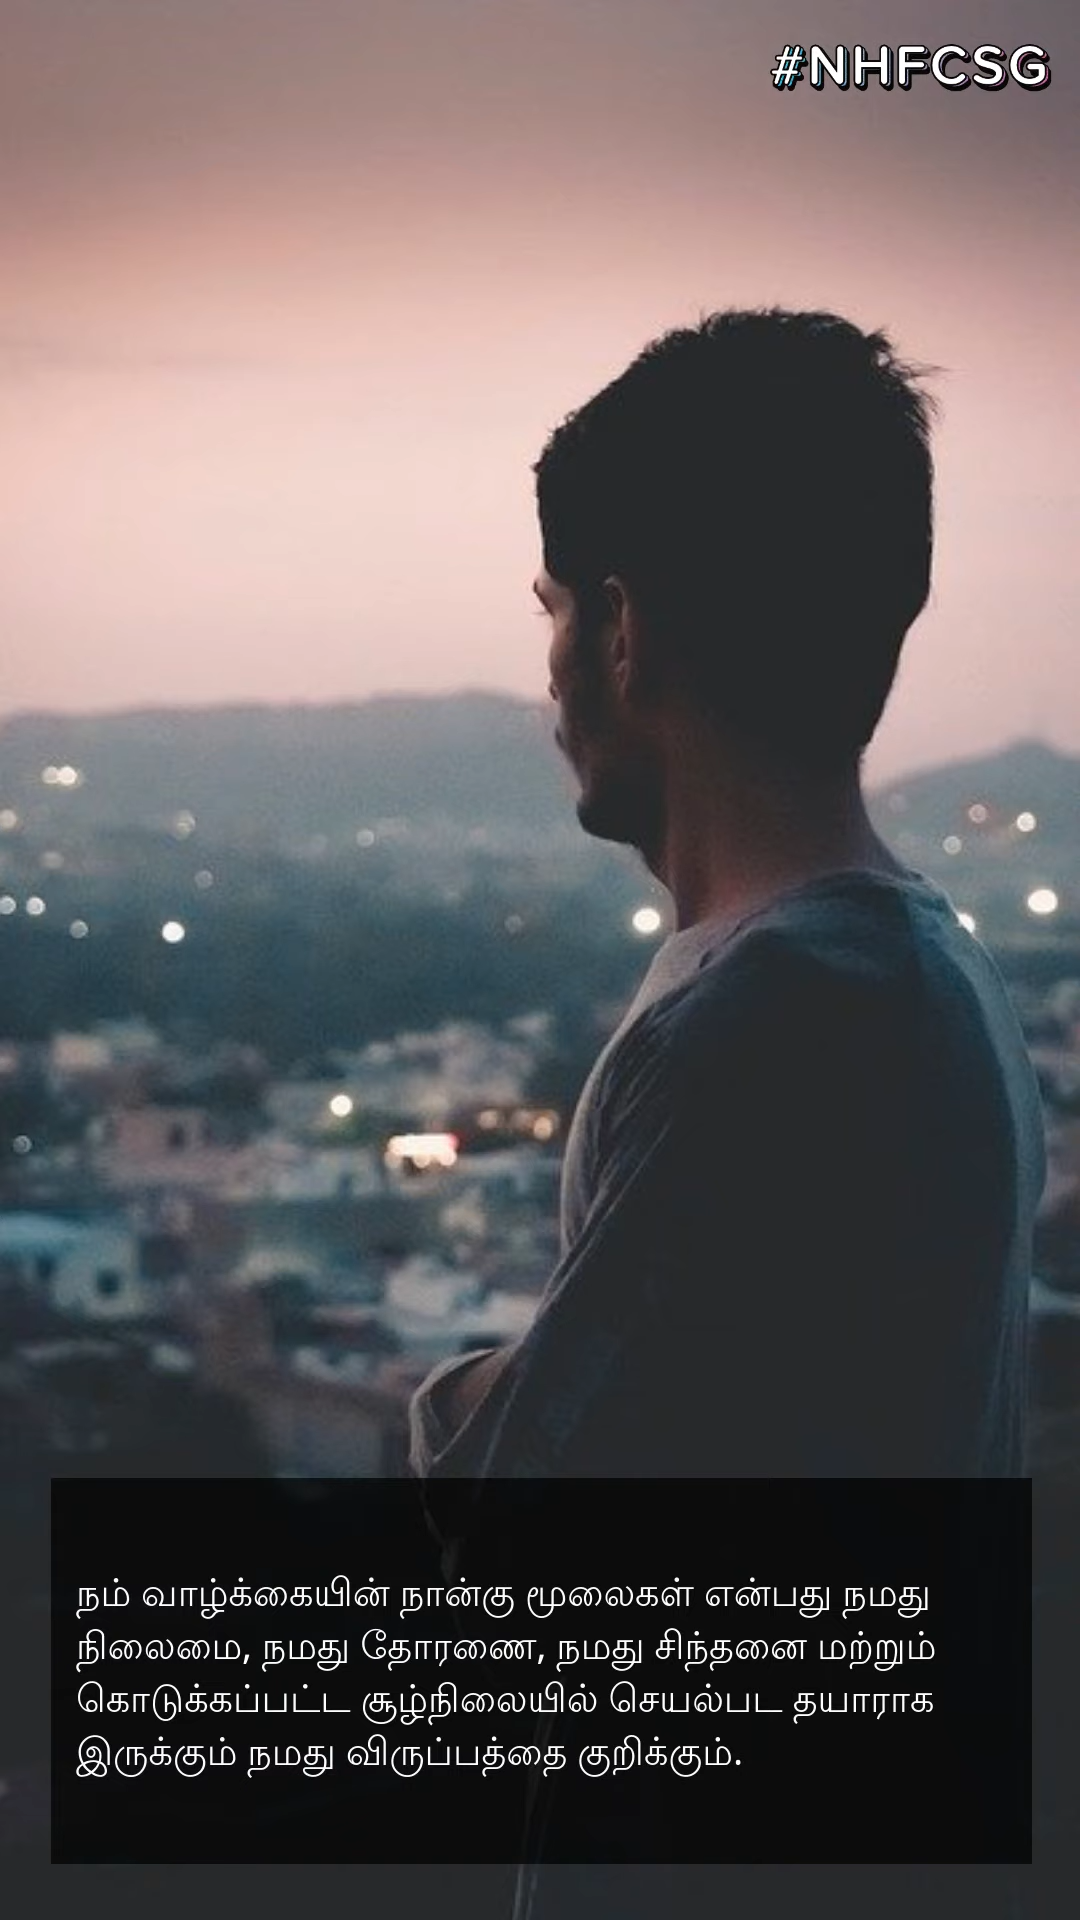 #NHFCSG
நம் வாழ்க்கையின் நான்கு மூலைகள் என்பது நமது
நிலைமை, நமது தோரணை, நமது சிந்தனை மற்றும்
கொடுக்கப்பட்ட சூழ்நிலையில் செயல்பட தயாராக
இருக்கும் நமது விருப்பத்தை குறிக்கும்.